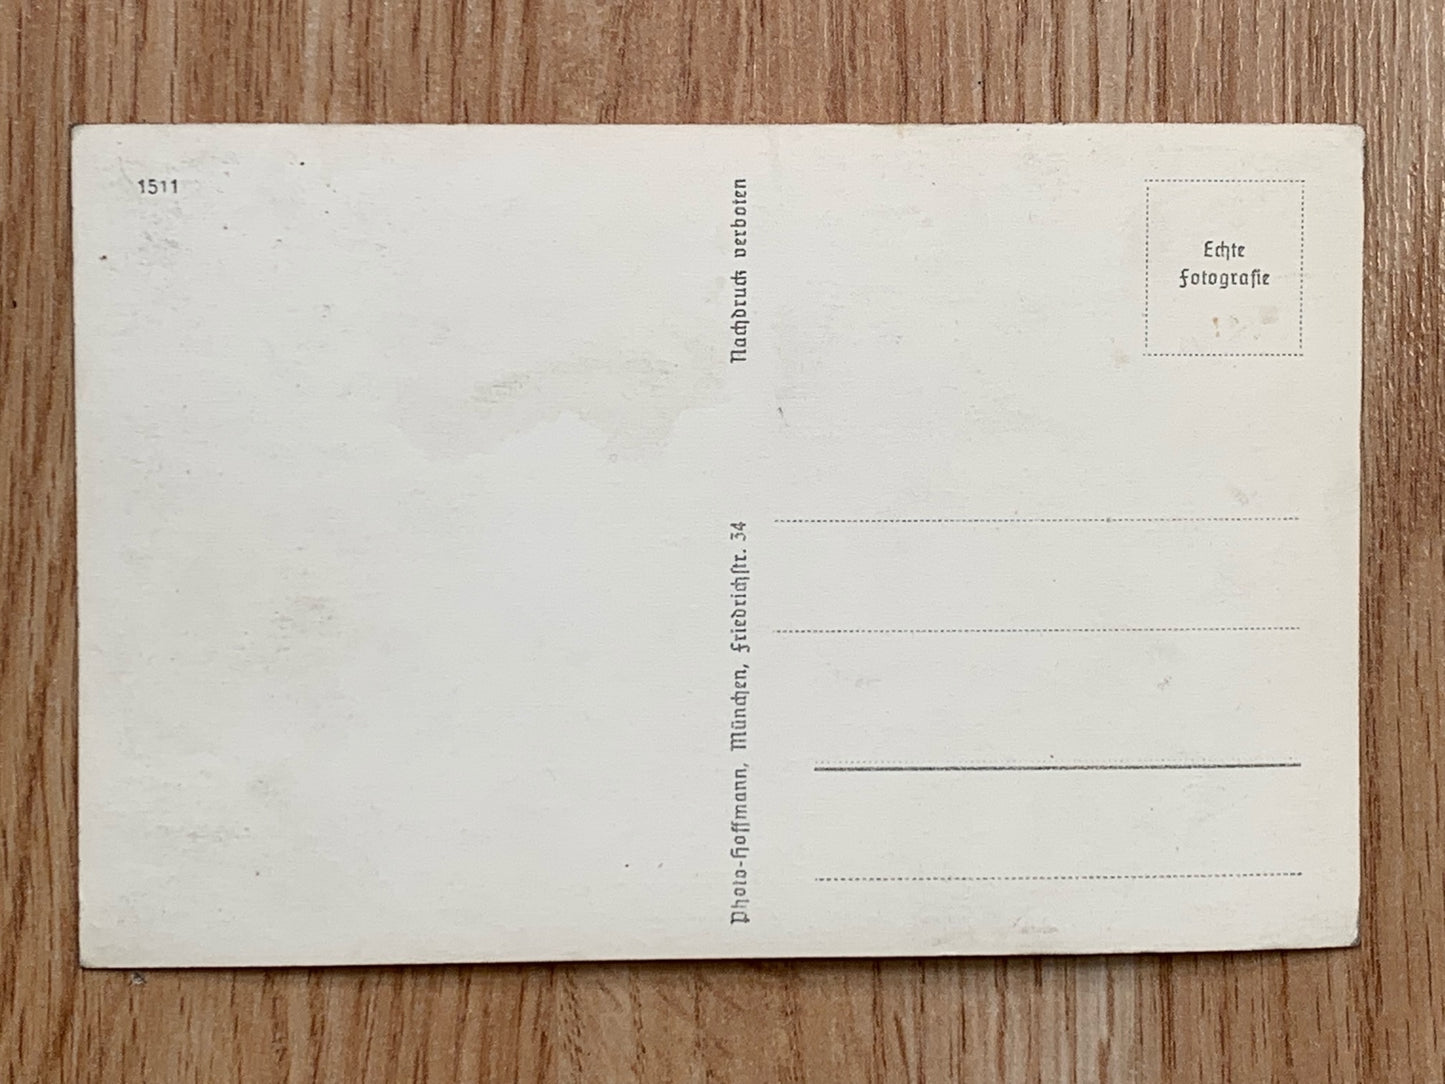 1511
Nachdruck verboten
Photo-Hoffmann, München, Friedrichstr. 34
Echte
Fotografie